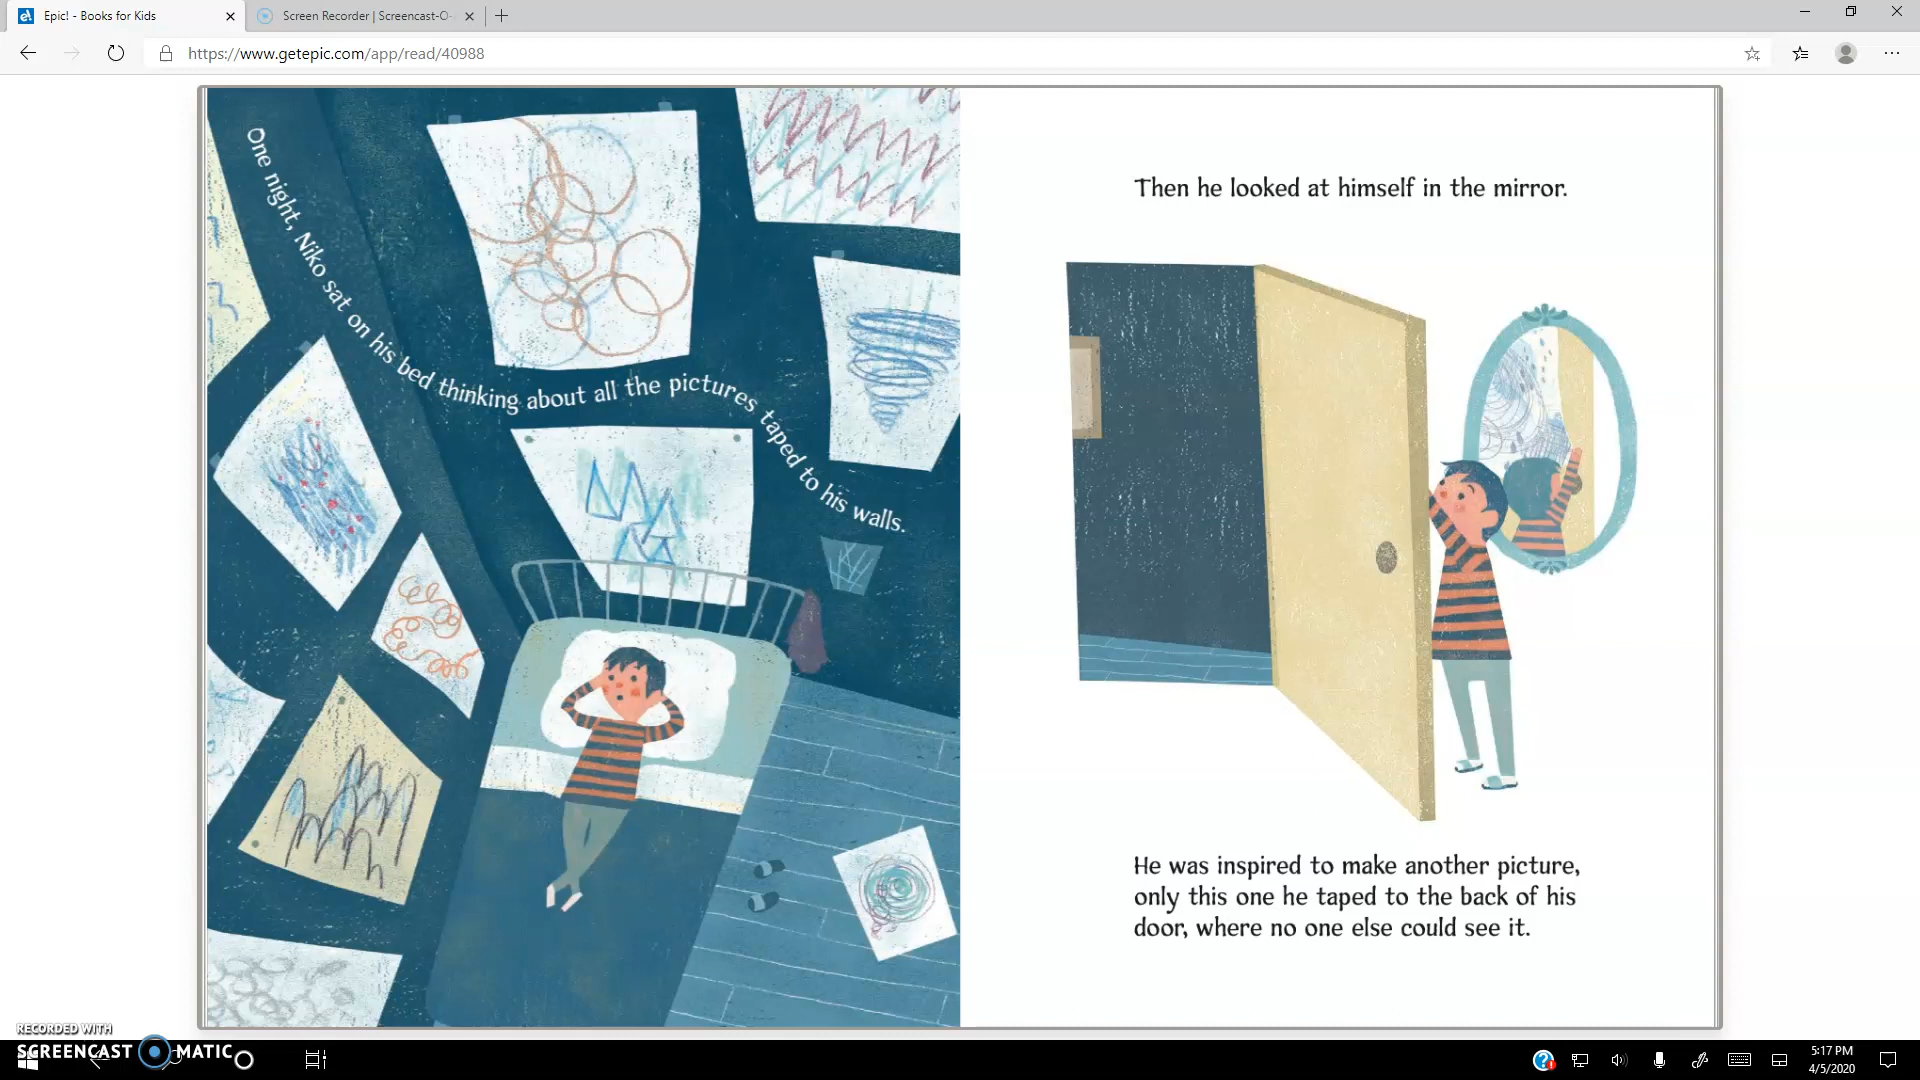 Epic! - Books for Kids
Screen Recorder | Screencast-O-
https://www.getepic.com/app/read/40988
One night, Niko sat on his bed thinking about all the pictures taped to his walls.
Then he looked at himself in the mirror.
He was inspired to make another picture,
only this one he taped to the back of his
door, where no one else could see it.
RECORDED WITH
SCREENCAST MATIC
5:17 PM
4/5/2020